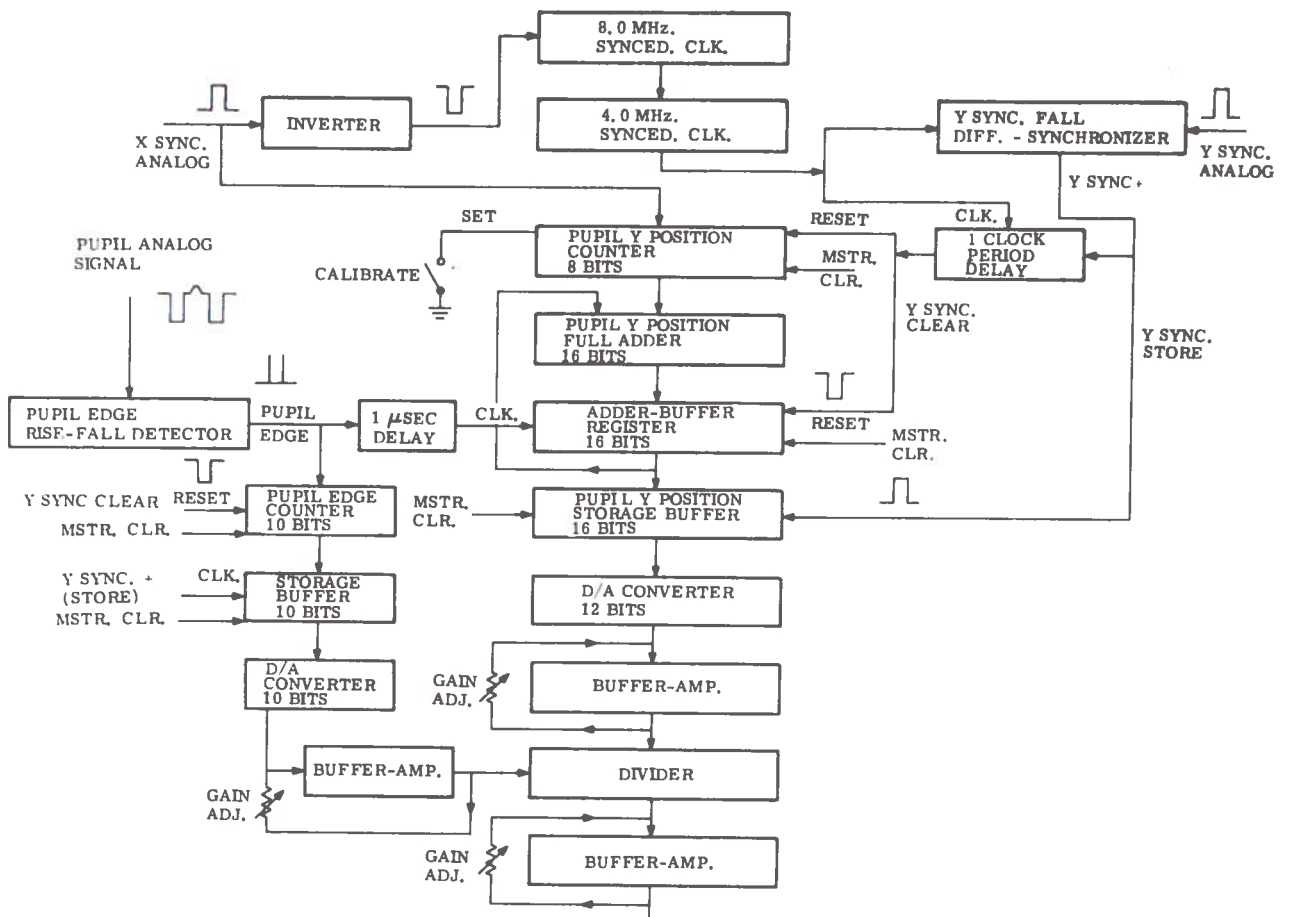 8.0 MHz.
SYNCED. CLK.
INVERTER
X SYNC.
ANALOG
4.0 MHz.
SYNCED. CLK.
Y SYNC. FALL
DIFF. - SYNCHRONIZER
Y SYNC.
ANALOG
Y SYNC+
SET
CALIBRATE
PUPIL Y POSITION
COUNTER
8 BITS
RESET
MSTR.
CLR.
CLK.
1 CLOCK
PERIOD
DELAY
Y SYNC.
CLEAR
Y SYNC.
STORE
PUPIL ANALOG
SIGNAL
PUPIL Y POSITION
FULL ADDER
16 BITS
PUPIL EDGE
RISE-FALL DETECTOR
PUPIL
EDGE
1 μSEC
DELAY
CLK.
ADDER-BUFFER
REGISTER
16 BITS
RESET
MSTR.
CLR.
Y SYNC CLEAR
RESET
MSTR. CLR.
PUPIL EDGE
COUNTER
10 BITS
MSTR.
CLR.
PUPIL Y POSITION
STORAGE BUFFER
16 BITS
Y SYNC. +
(STORE)
CLK.
MSTR. CLR.
STORAGE
BUFFER
10 BITS
D/A CONVERTER
12 BITS
D/A
CONVERTER
10 BITS
GAIN
ADJ.
BUFFER-AMP.
BUFFER-AMP.
DIVIDER
GAIN
ADJ.
GAIN
ADJ.
BUFFER-AMP.